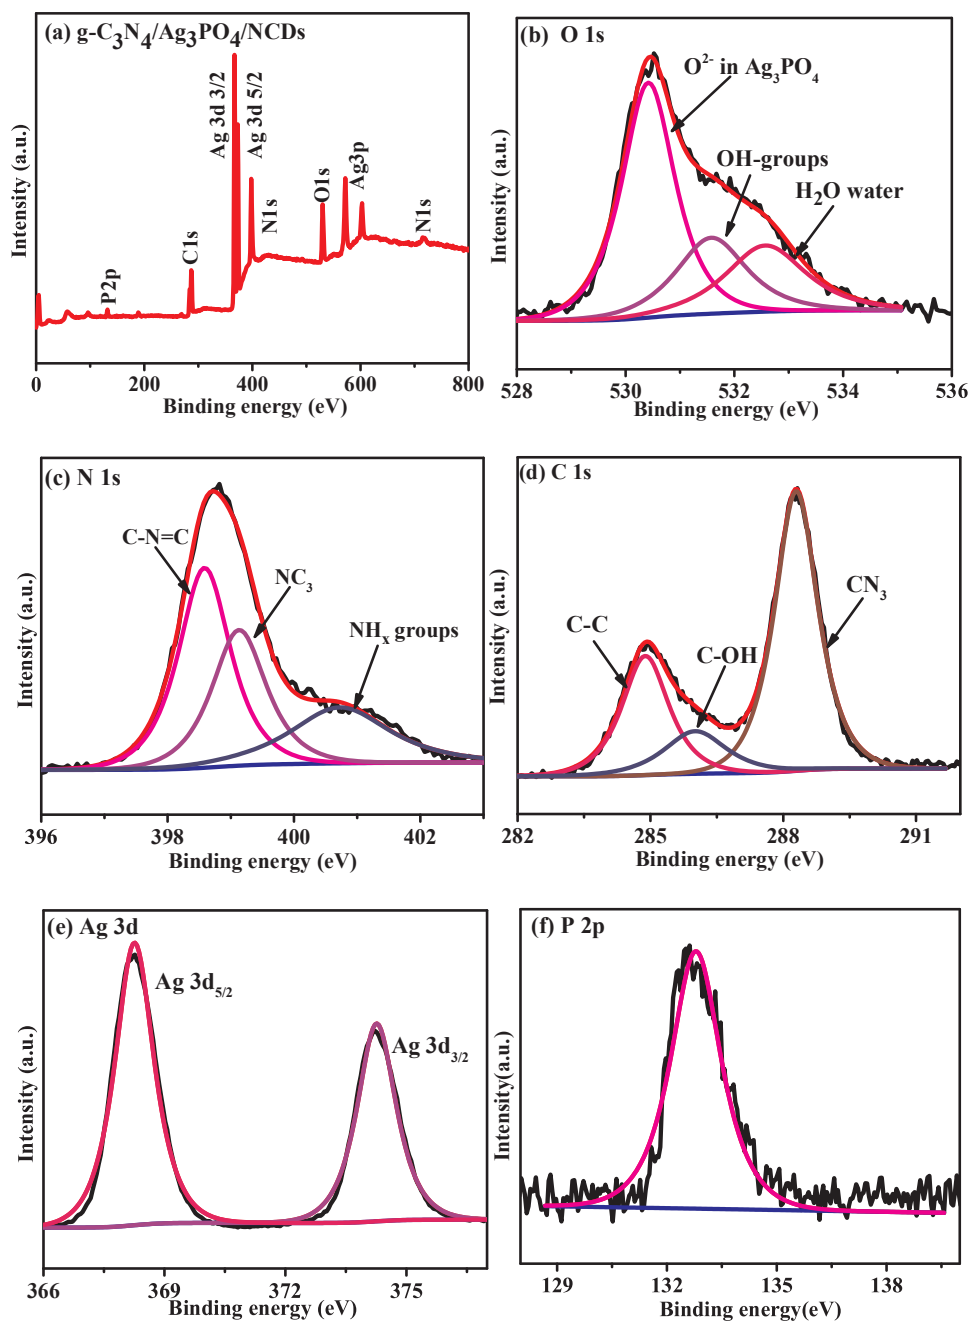 (a) g-C₃N₄/Ag₃PO₄/NCDs
Intensity (a.u.)
P2p
C1s
Ag 3d 3/2
Ag 3d 5/2
N1s
O1s
Ag3p
N1s
0 200 400 600 800
Binding energy (eV)
(b) O 1s
Intensity (a.u.)
O²⁻ in Ag₃PO₄
OH-groups
H₂O water
528 530 532 534 536
Binding energy (eV)
(c) N 1s
Intensity (a.u.)
C-N=C
NC₃
NHₓ groups
396 398 400 402
Binding energy (eV)
(d) C 1s
Intensity (a.u.)
C-C
C-OH
CN₃
282 285 288 291
Binding energy (eV)
(e) Ag 3d
Intensity (a.u.)
Ag 3d₅/₂
Ag 3d₃/₂
366 369 372 375
Binding energy (eV)
(f) P 2p
Intensity(a.u.)
129 132 135 138
Binding energy(eV)